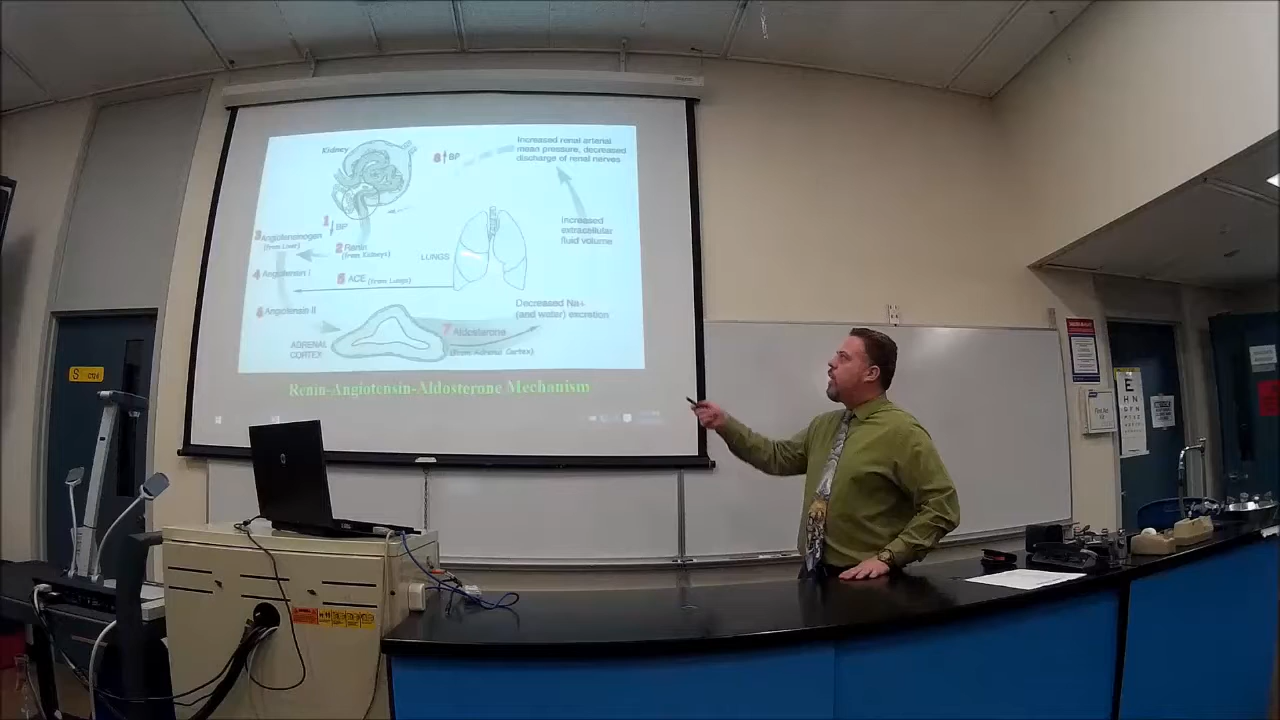 Kidney
8 BP
Increased renal arterial
mean pressure, decreased
discharge of renal nerves
1
BP
3 Angiotensinogen
(from Liver)
2 Renin
(from Kidneys)
Increased
extracellular
fluid volume
LUNGS
4 Angiotensin I
5 ACE (from Lungs)
6 Angiotensin II
Decreased Na+
(and water) excretion
7 Aldosterone
(from Adrenal Cortex)
ADRENAL
CORTEX
Renin-Angiotensin-Aldosterone Mechanism
S
First Aid
E
H N